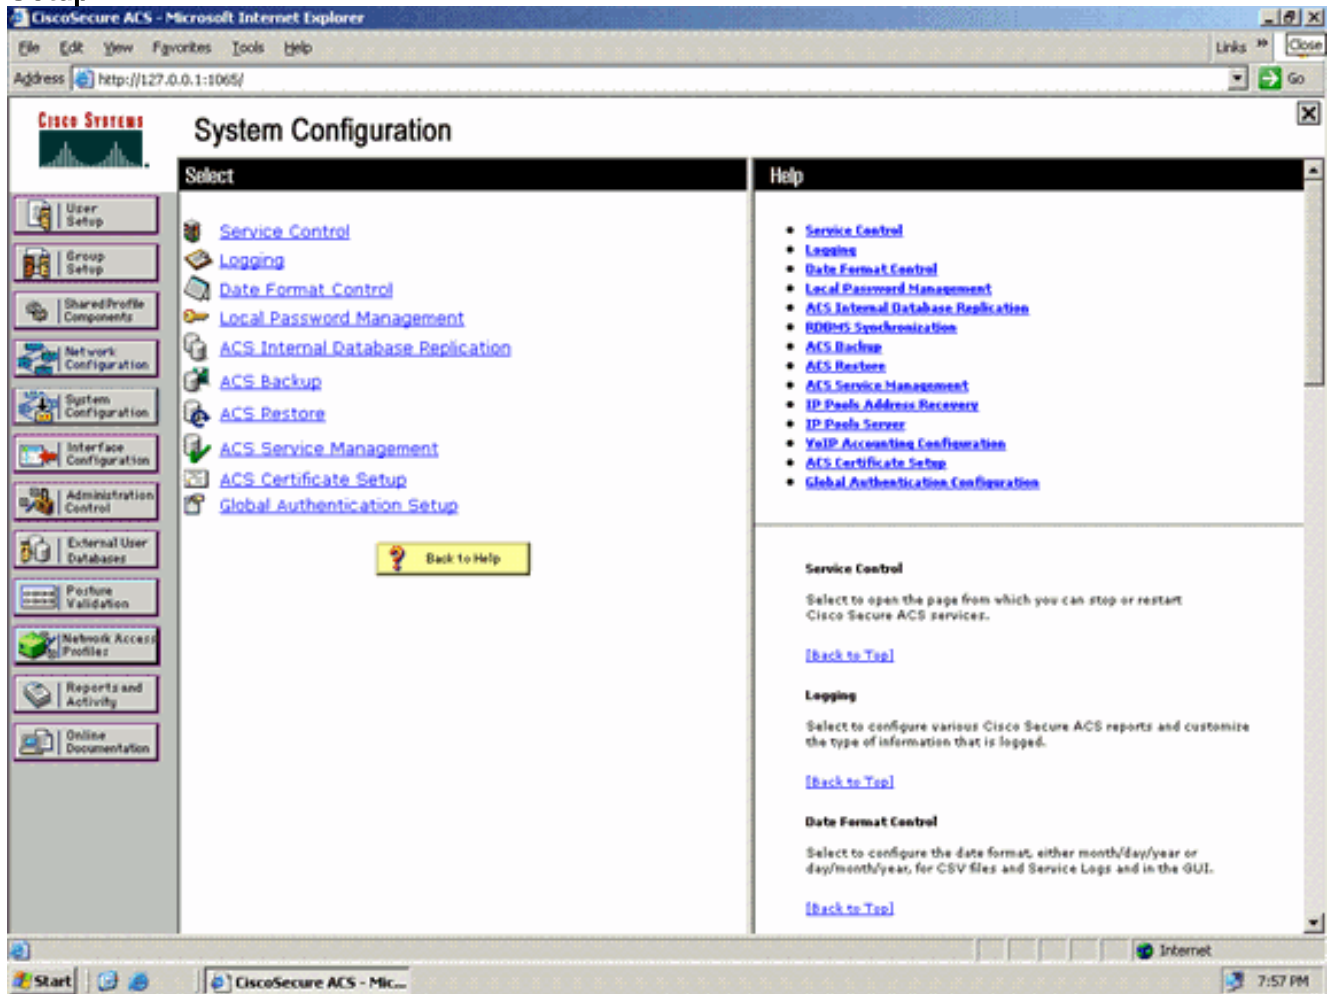 Setup
CiscoSecure ACS - Microsoft Internet Explorer
File Edit View Favorites Tools Help
Links »
Close
Address http://127.0.0.1:1065/
Go
CISCO SYSTEMS
System Configuration
Select
User
Setup
Group
Setup
Shared Profile
Components
Network
Configuration
System
Configuration
Interface
Configuration
Administration
Control
External User
Databases
Posture
Validation
Network Access
Profiles
Reports and
Activity
Online
Documentation
Service Control
Logging
Date Format Control
Local Password Management
ACS Internal Database Replication
ACS Backup
ACS Restore
ACS Service Management
ACS Certificate Setup
Global Authentication Setup
Back to Help
Help
Service Control
Logging
Date Format Control
Local Password Management
ACS Internal Database Replication
RDBMS Synchronization
ACS Backup
ACS Restore
ACS Service Management
IP Pools Address Recovery
IP Pools Server
VoIP Accounting Configuration
ACS Certificate Setup
Global Authentication Configuration
Service Control
Select to open the page from which you can stop or restart
Cisco Secure ACS services.
[Back to Top]
Logging
Select to configure various Cisco Secure ACS reports and customize
the type of information that is logged.
[Back to Top]
Date Format Control
Select to configure the date format, either month/day/year or
day/month/year, for CSV files and Service Logs and in the GUI.
[Back to Top]
Internet
Start
CiscoSecure ACS - Mic...
7:57 PM